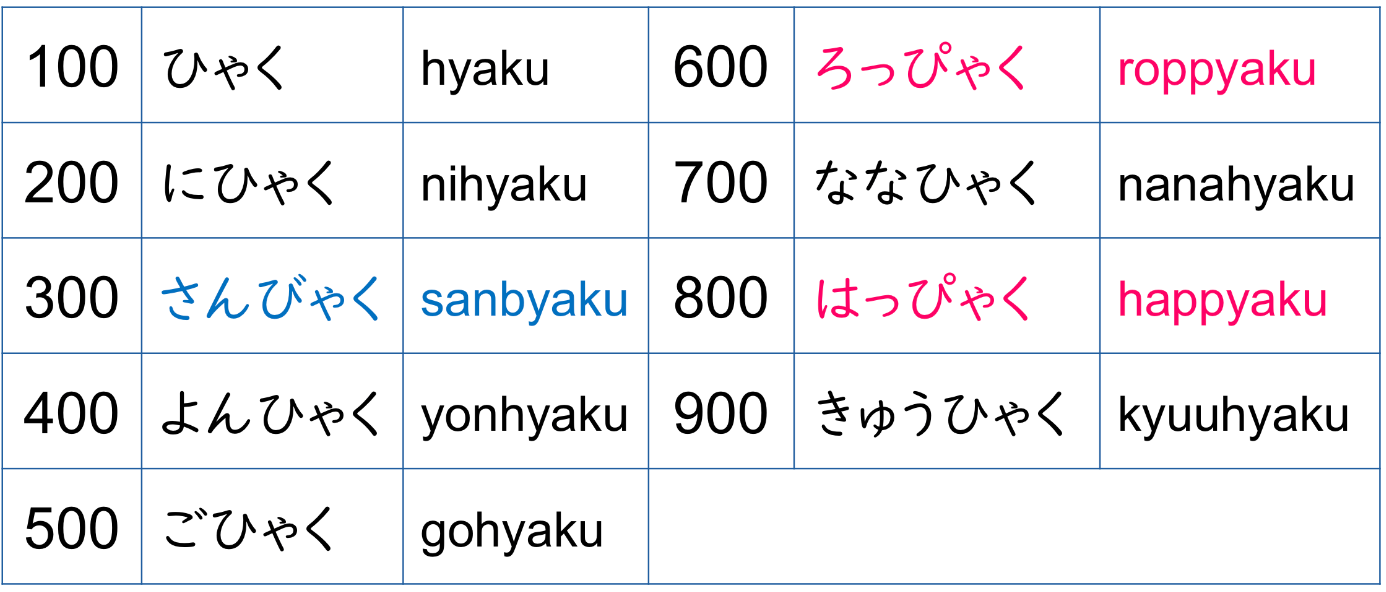 100 ひゃく hyaku 600 ろっぴゃく roppyaku
200 にひゃく nihyaku 700 ななひゃく nanahyaku
300 さんびゃく sanbyaku 800 はっぴゃく happyaku
400 よんひゃく yonhyaku 900 きゅうひゃく kyuuhyaku
500 ごひゃく gohyaku